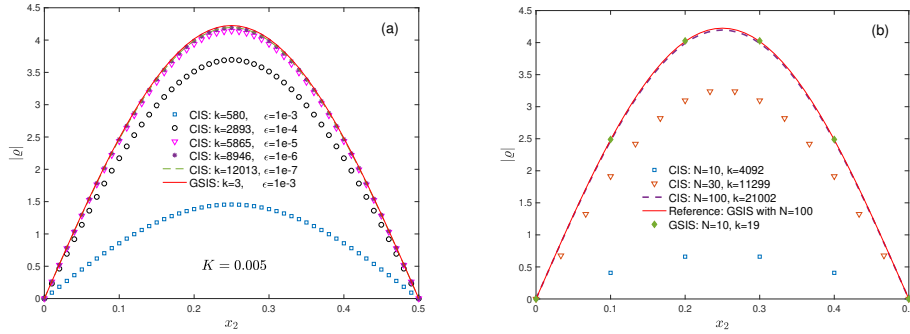 (a)
4.5
4
3.5
3
2.5
2
1.5
1
0.5
0
|ϱ|
CIS: k=580, ϵ=1e-3
CIS: k=2893, ϵ=1e-4
CIS: k=5865, ϵ=1e-5
CIS: k=8946, ϵ=1e-6
CIS: k=12013, ϵ=1e-7
GSIS: k=3, ϵ=1e-3
K = 0.005
0 0.1 0.2 0.3 0.4 0.5
x2
(b)
4.5
4
3.5
3
2.5
2
1.5
1
0.5
0
|ϱ|
CIS: N=10, k=4092
CIS: N=30, k=11299
CIS: N=100, k=21002
Reference: GSIS with N=100
GSIS: N=10, k=19
0 0.1 0.2 0.3 0.4 0.5
x2